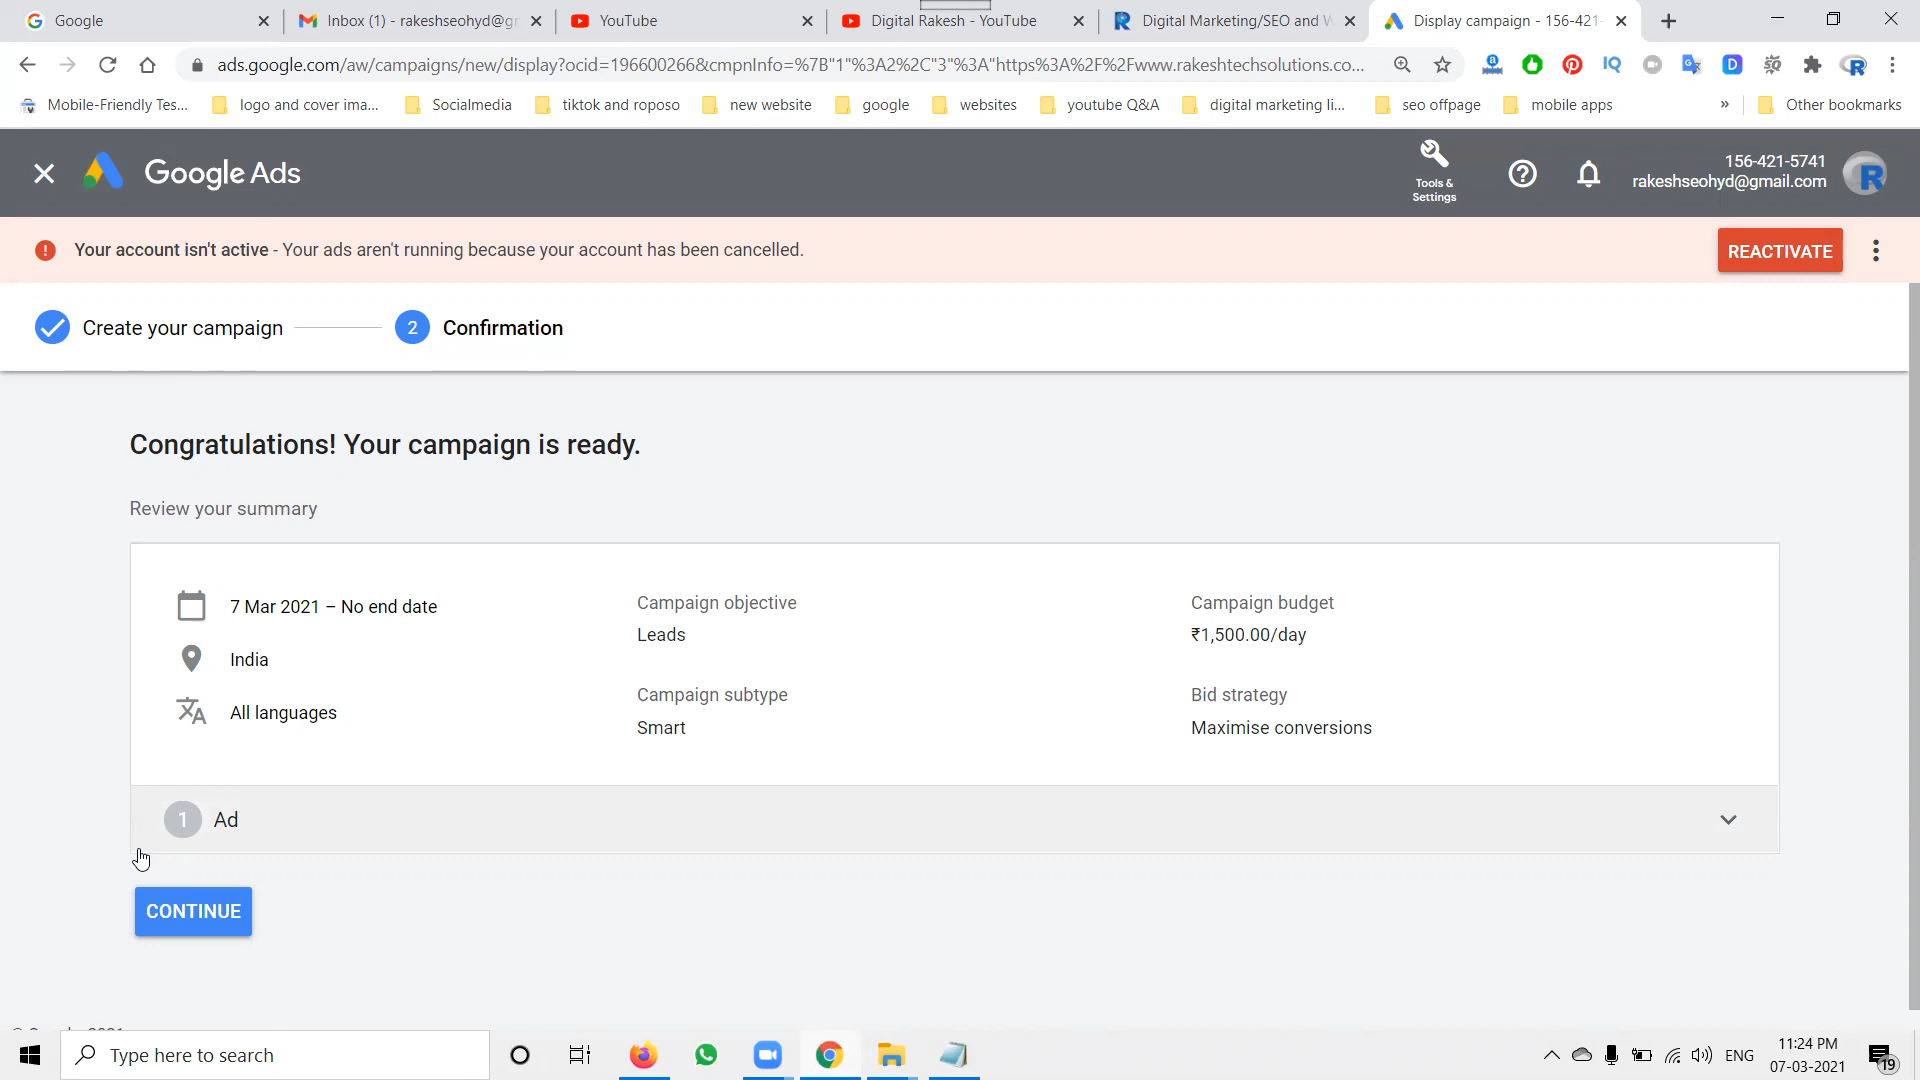 Google
Inbox (1) - rakeshseohyd@gr
YouTube
Digital Rakesh - YouTube
Digital Marketing/SEO and W
Display campaign - 156-421-
ads.google.com/aw/campaigns/new/display?ocid=196600266&cmpnInfo=%7B"1"%3A2%2C"3"%3A"https%3A%2F%2Fwww.rakeshtechsolutions.co...
Mobile-Friendly Tes...
logo and cover ima...
Socialmedia
tiktok and roposo
new website
google
websites
youtube Q&A
digital marketing li...
seo offpage
mobile apps
»
Other bookmarks
Google Ads
Tools &
Settings
156-421-5741
rakeshseohyd@gmail.com
Your account isn't active - Your ads aren't running because your account has been cancelled.
REACTIVATE
Create your campaign
2 Confirmation
Congratulations! Your campaign is ready.
Review your summary
7 Mar 2021 – No end date
India
All languages
Campaign objective
Leads
Campaign subtype
Smart
Campaign budget
₹1,500.00/day
Bid strategy
Maximise conversions
1 Ad
CONTINUE
Type here to search
ENG
11:24 PM
07-03-2021
19